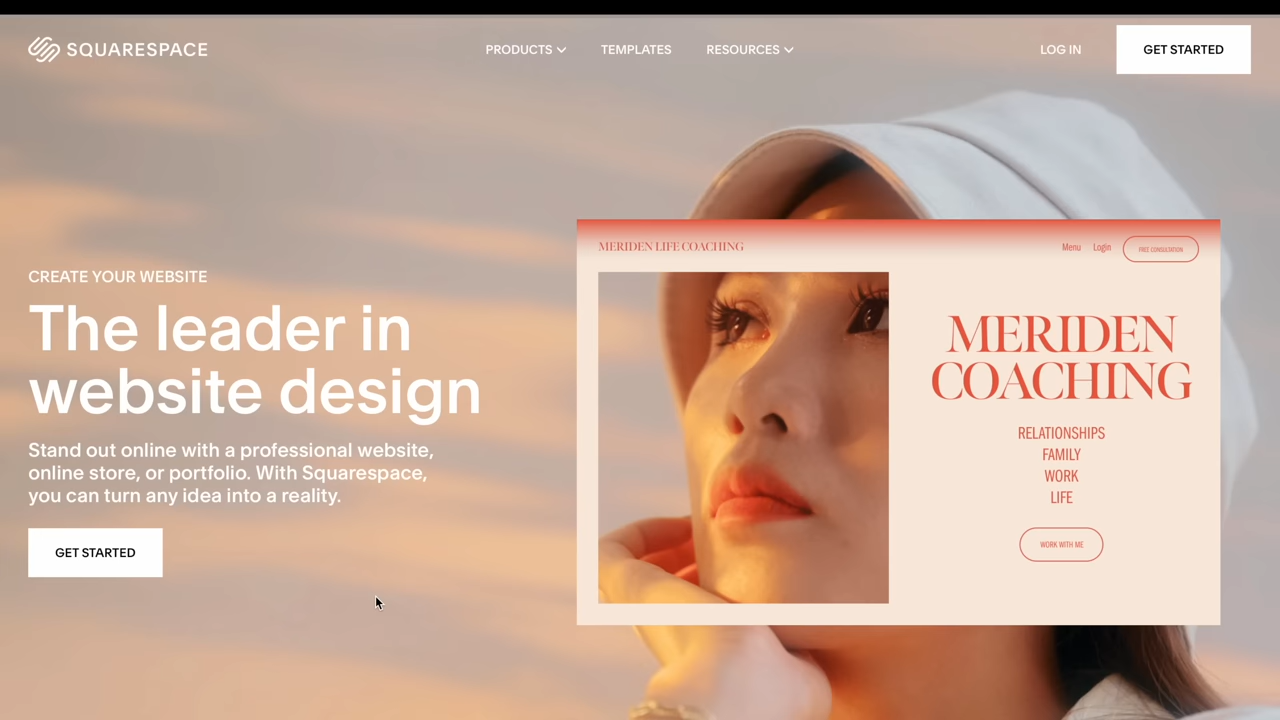 SQUARESPACE
PRODUCTS
TEMPLATES
RESOURCES
LOG IN
GET STARTED
CREATE YOUR WEBSITE
The leader in
website design
Stand out online with a professional website,
online store, or portfolio. With Squarespace,
you can turn any idea into a reality.
GET STARTED
MERIDEN LIFE COACHING
Menu
Login
FREE CONSULTATION
MERIDEN
COACHING
RELATIONSHIPS
FAMILY
WORK
LIFE
WORK WITH ME